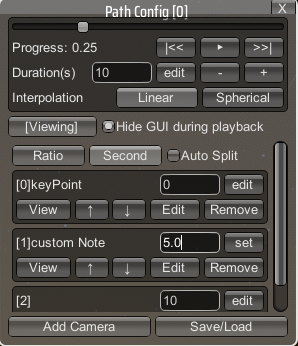 Path Config [0] X
Progress: 0.25 |<< ▸ >>|
Duration(s) 10 edit - +
Interpolation Linear Spherical
[Viewing] Hide GUI during playback
Ratio Second Auto Split
[0]keyPoint 0 edit
View ↑ ↓ Edit Remove
[1]custom Note 5.0 set
View ↑ ↓ Edit Remove
[2] 10 edit
Add Camera Save/Load